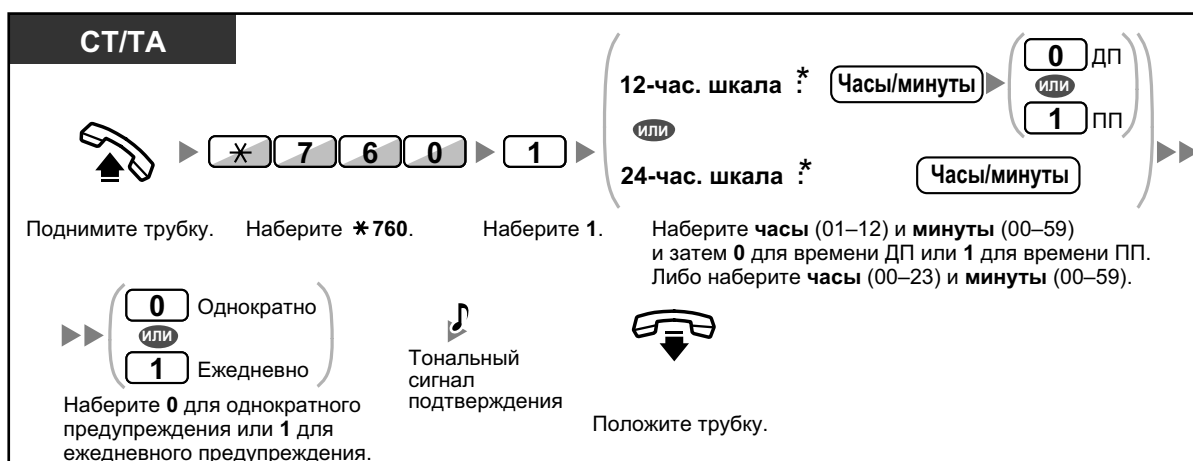 СТ/ТА
12-час. шкала :* Часы/минуты 0 ДП
или или
1 ПП
24-час. шкала :* Часы/минуты
* 7 6 0 1
Поднимите трубку. Наберите *760. Наберите 1.
Наберите часы (01–12) и минуты (00–59)
и затем 0 для времени ДП или 1 для времени ПП.
Либо наберите часы (00–23) и минуты (00–59).
0 Однократно
или
1 Ежедневно
Наберите 0 для однократного
предупреждения или 1 для
ежедневного предупреждения.
Тональный
сигнал
подтверждения
Положите трубку.